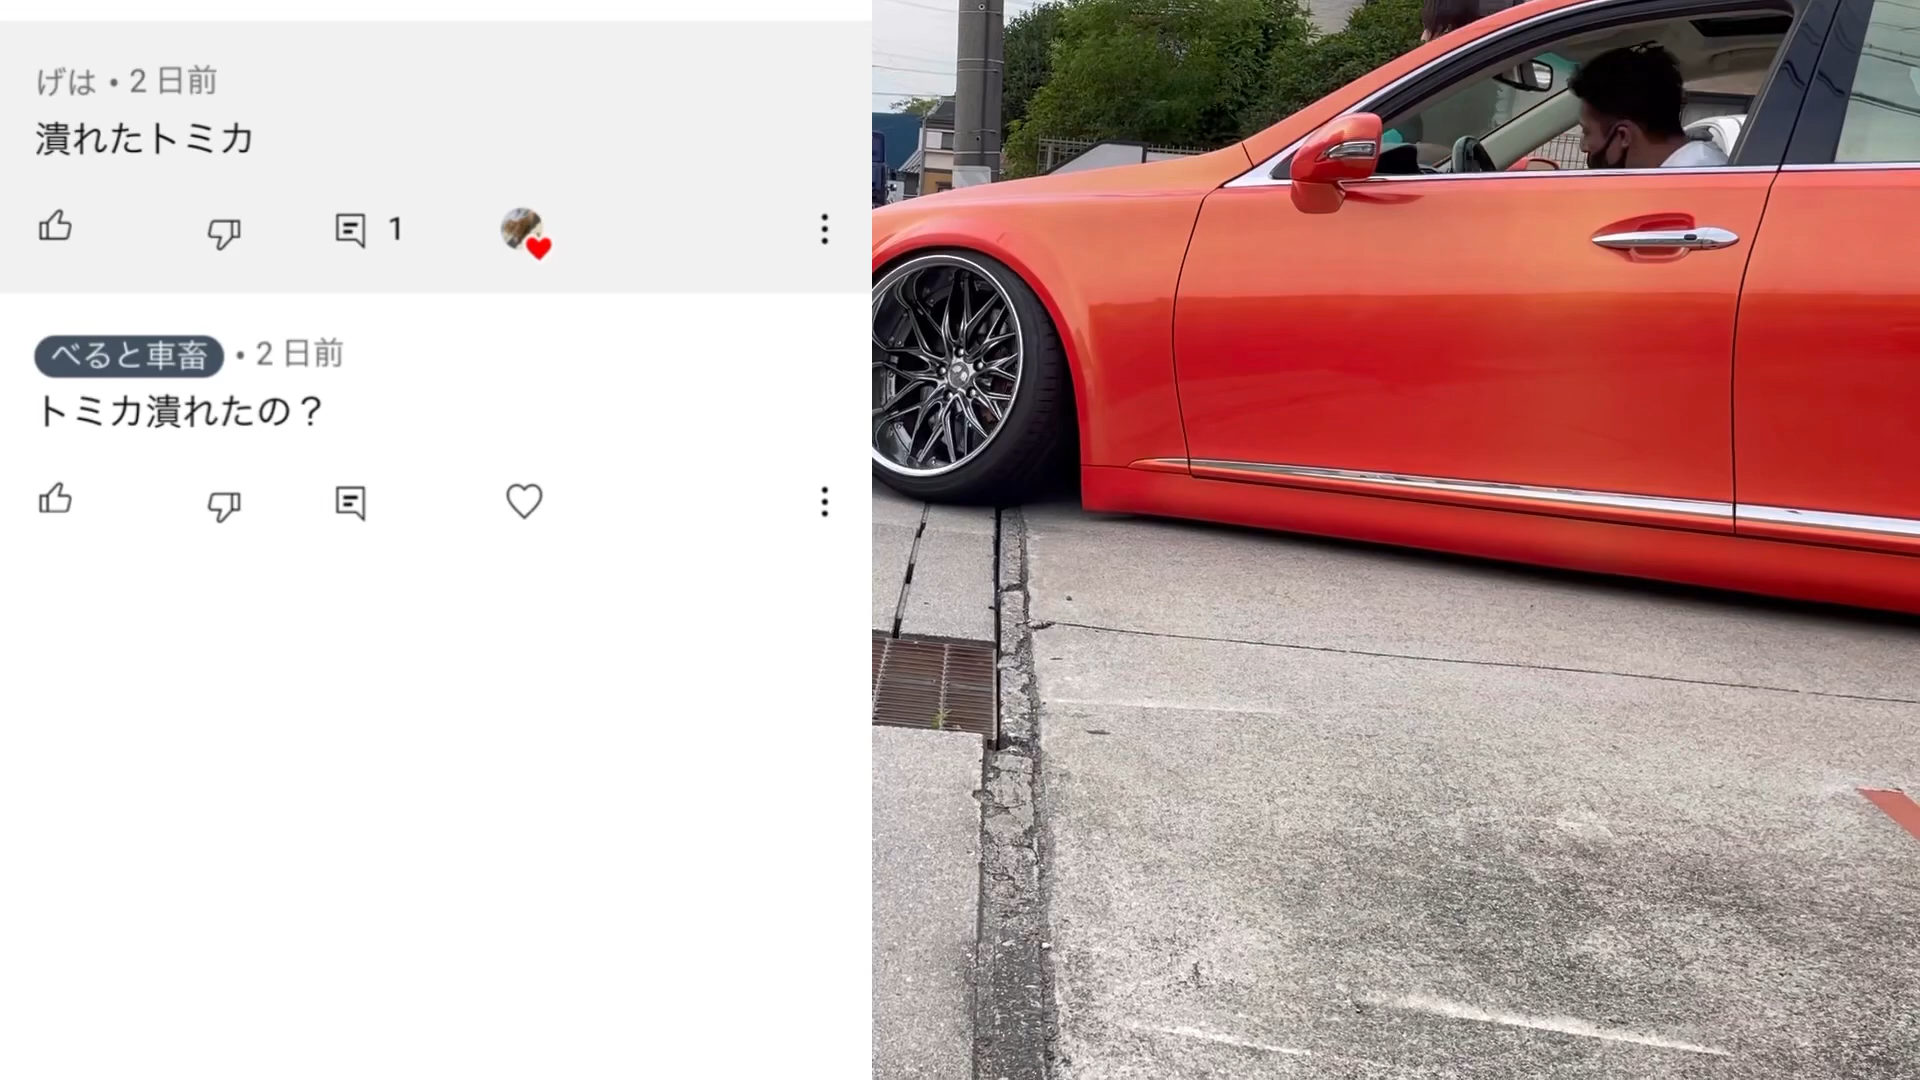 げは • 2 日前
潰れたトミカ
1
べると車畜 • 2 日前
トミカ潰れたの？